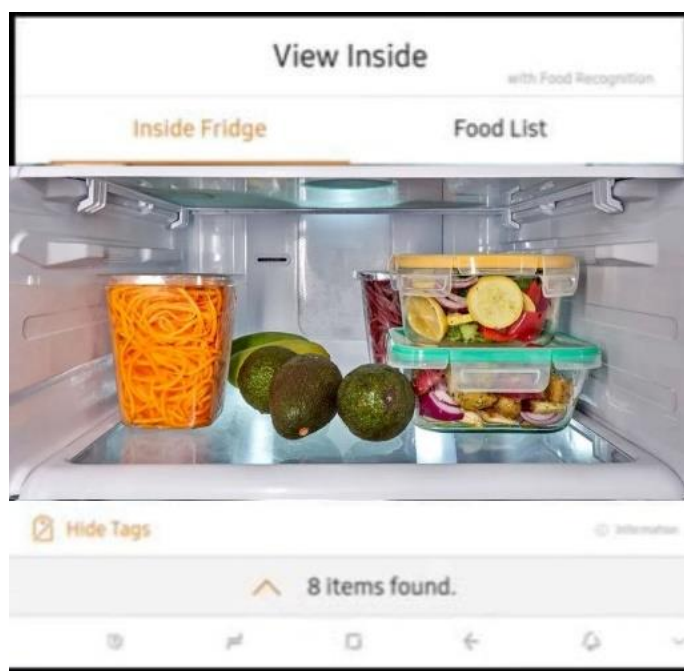 View Inside
with Food Recognition
Inside Fridge
Food List
Hide Tags
Information
8 items found.